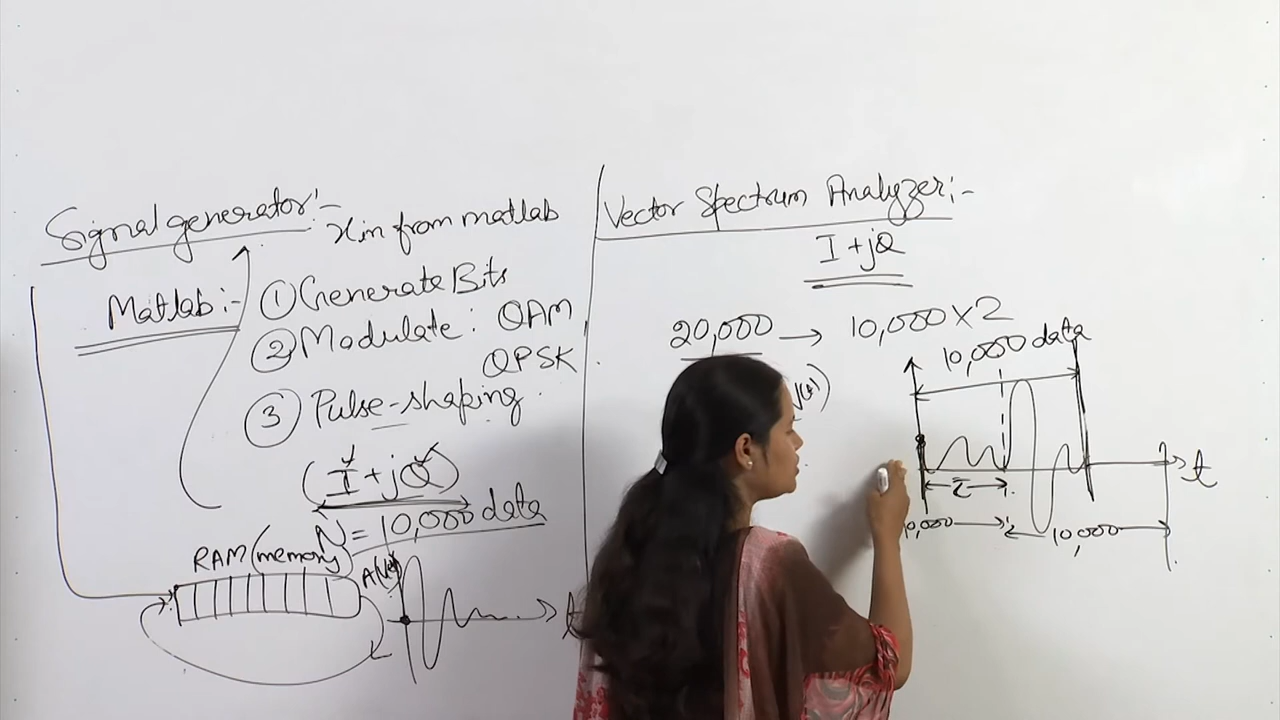 Signal generator:-
xin from matlab
Matlab:-
① Generate Bits
② Modulate: QAM
QPSK
③ Pulse-shaping
(I+jQ)
N = 10,000 data
RAM(memory)
t
Vector Spectrum Analyzer:-
I+jQ
20,000 → 10,000×2
10,000 data
τ
t
10,000
10,000